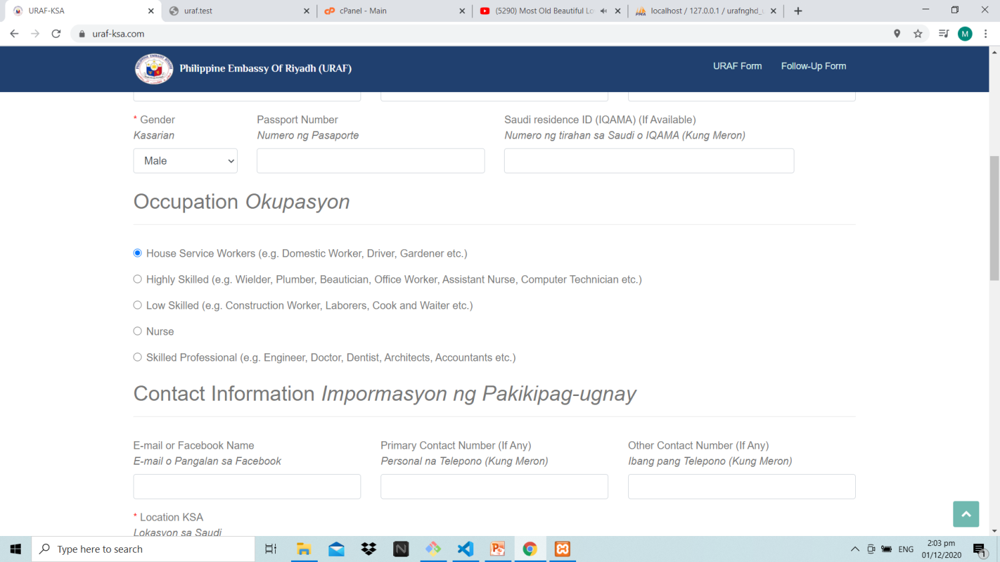 URAF-KSA
uraf.test
cPanel - Main
(5290) Most Old Beautiful Lo
localhost / 127.0.0.1 / urafnghd_
uraf-ksa.com
M
Philippine Embassy Of Riyadh (URAF)
URAF Form
Follow-Up Form
* Gender
Kasarian
Passport Number
Numero ng Pasaporte
Saudi residence ID (IQAMA) (If Available)
Numero ng tirahan sa Saudi o IQAMA (Kung Meron)
Male
Occupation Okupasyon
House Service Workers (e.g. Domestic Worker, Driver, Gardener etc.)
Highly Skilled (e.g. Wielder, Plumber, Beautician, Office Worker, Assistant Nurse, Computer Technician etc.)
Low Skilled (e.g. Construction Worker, Laborers, Cook and Waiter etc.)
Nurse
Skilled Professional (e.g. Engineer, Doctor, Dentist, Architects, Accountants etc.)
Contact Information Impormasyon ng Pakikipag-ugnay
E-mail or Facebook Name
E-mail o Pangalan sa Facebook
Primary Contact Number (If Any)
Personal na Telepono (Kung Meron)
Other Contact Number (If Any)
Ibang pang Telepono (Kung Meron)
* Location KSA
Lokasyon sa Saudi
Type here to search
ENG
2:03 pm
01/12/2020
1